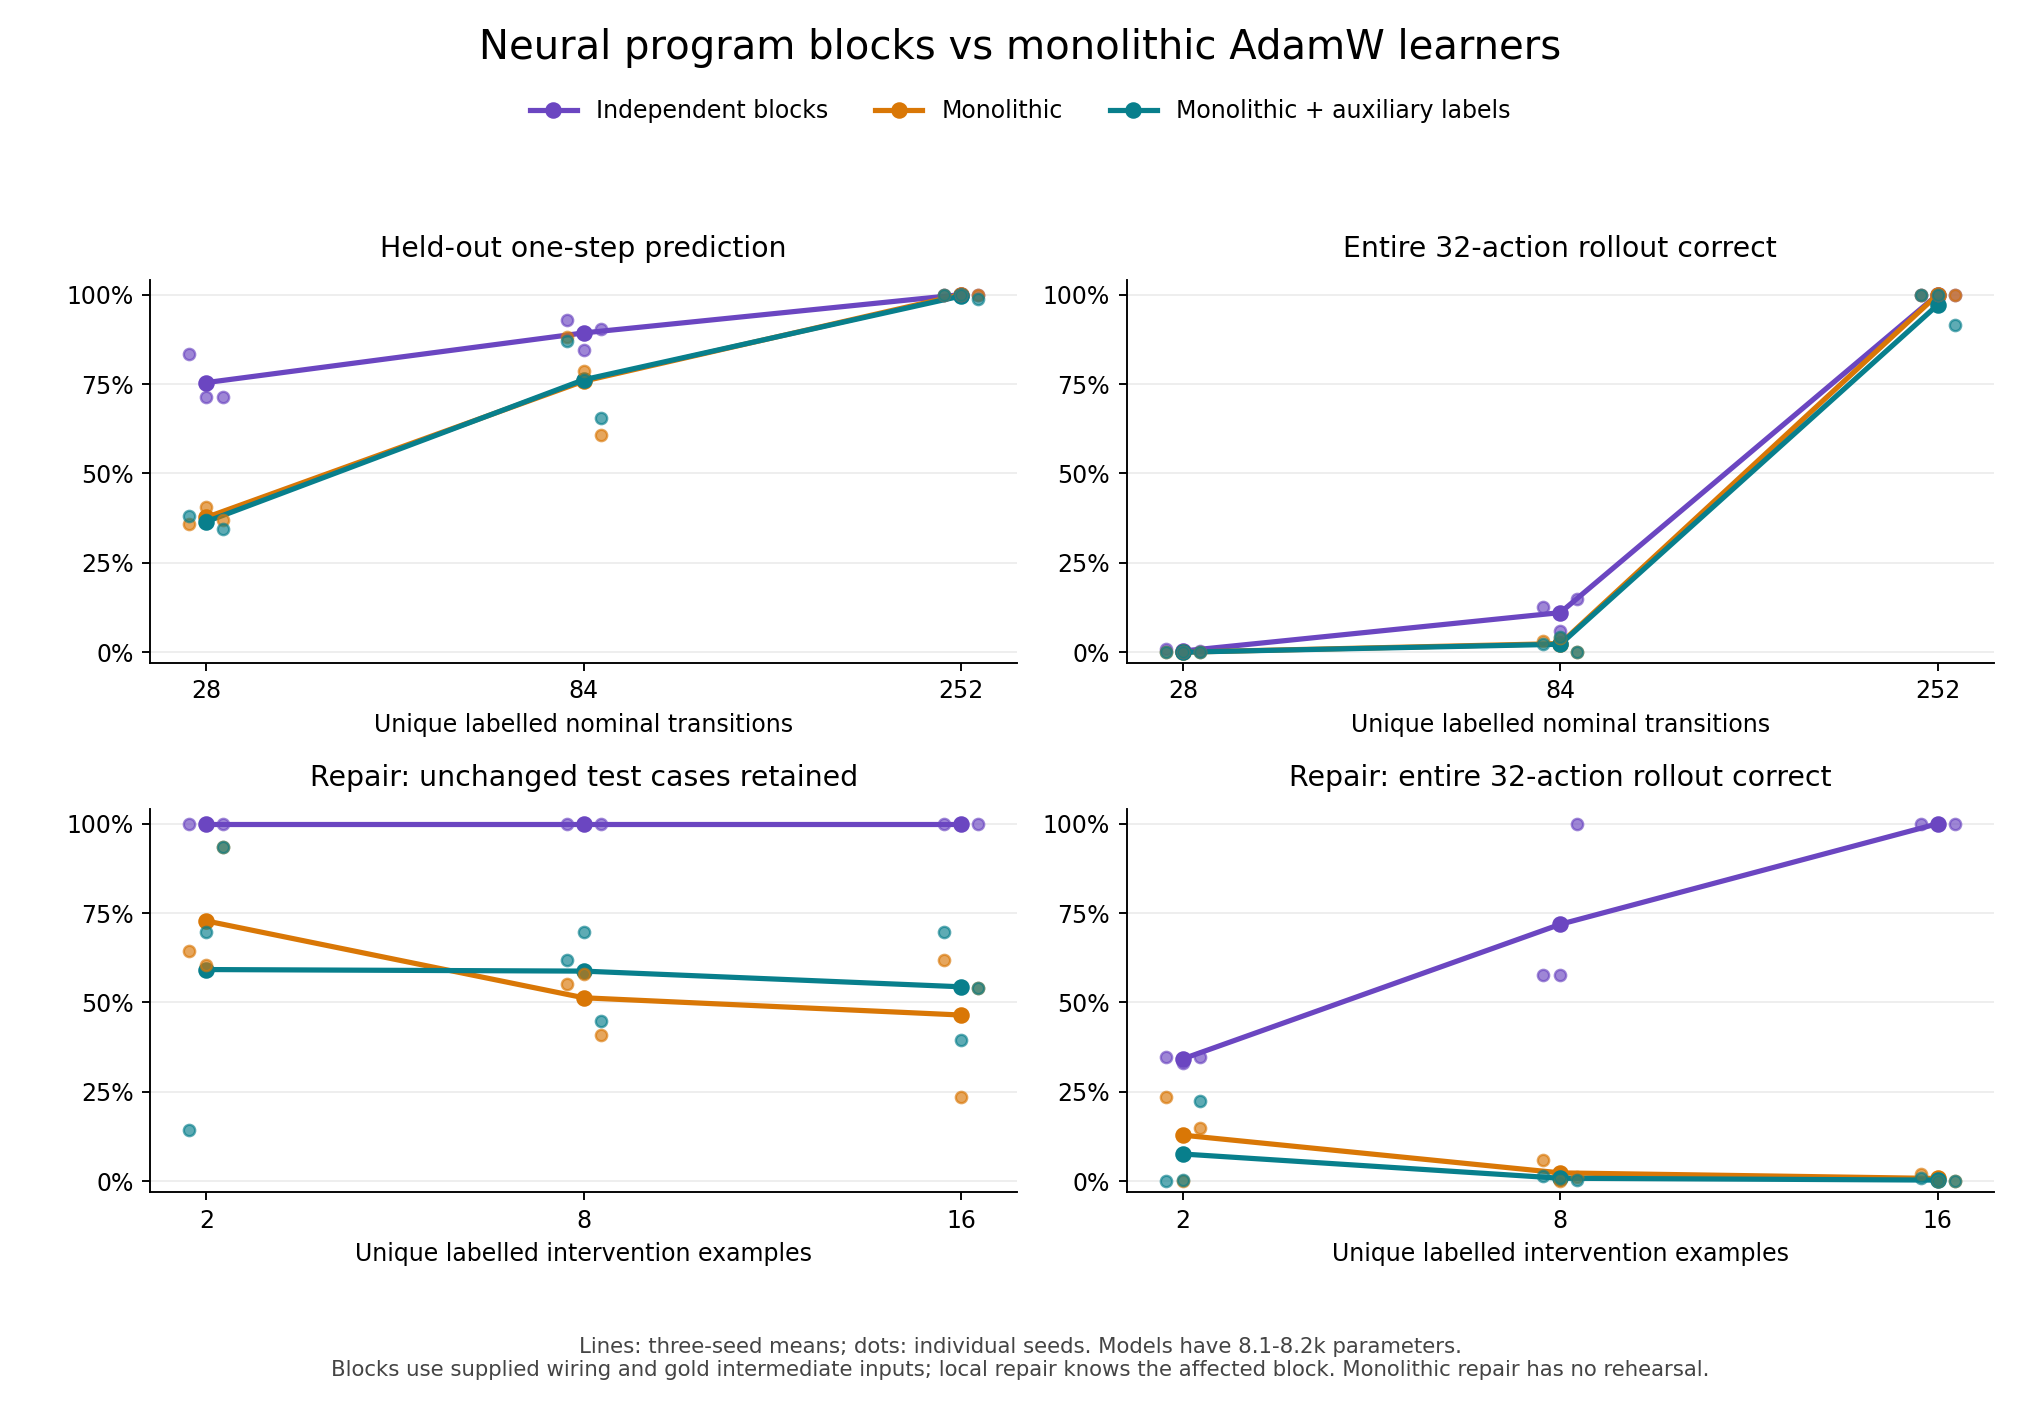 Neural program blocks vs monolithic AdamW learners
Independent blocks
Monolithic
Monolithic + auxiliary labels
Held-out one-step prediction
100%
75%
50%
25%
0%
28
84
252
Unique labelled nominal transitions
Entire 32-action rollout correct
100%
75%
50%
25%
0%
28
84
252
Unique labelled nominal transitions
Repair: unchanged test cases retained
100%
75%
50%
25%
0%
2
8
16
Unique labelled intervention examples
Repair: entire 32-action rollout correct
100%
75%
50%
25%
0%
2
8
16
Unique labelled intervention examples
Lines: three-seed means; dots: individual seeds. Models have 8.1-8.2k parameters.
Blocks use supplied wiring and gold intermediate inputs; local repair knows the affected block. Monolithic repair has no rehearsal.